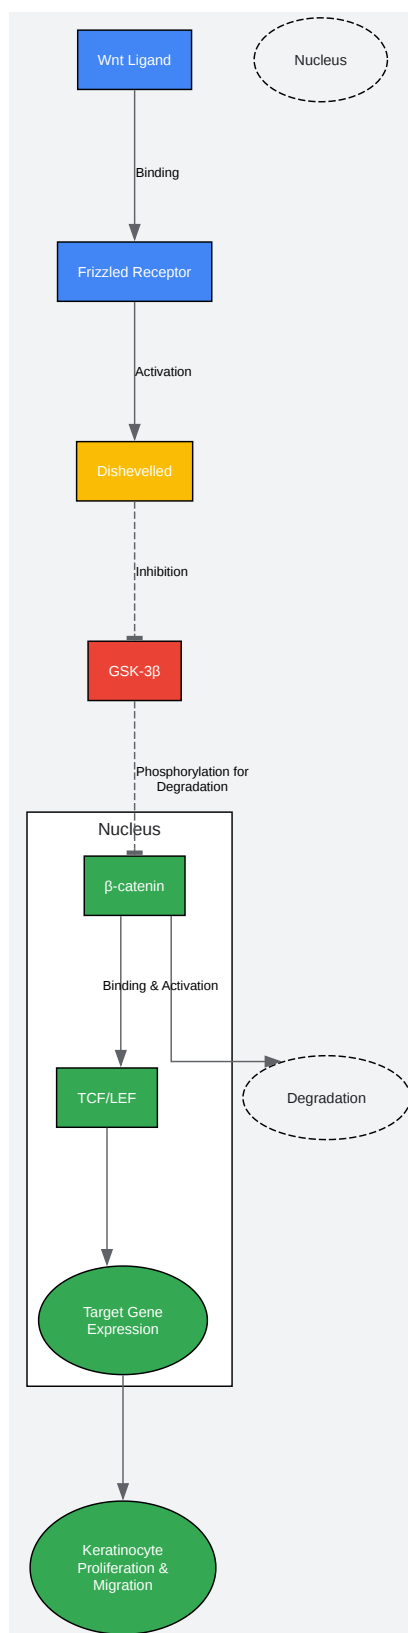 Wnt Ligand
Nucleus
Binding
Frizzled Receptor
Activation
Dishevelled
Inhibition
GSK-3β
Phosphorylation for
Degradation
Nucleus
β-catenin
Binding & Activation
TCF/LEF
Degradation
Target Gene
Expression
Keratinocyte
Proliferation &
Migration